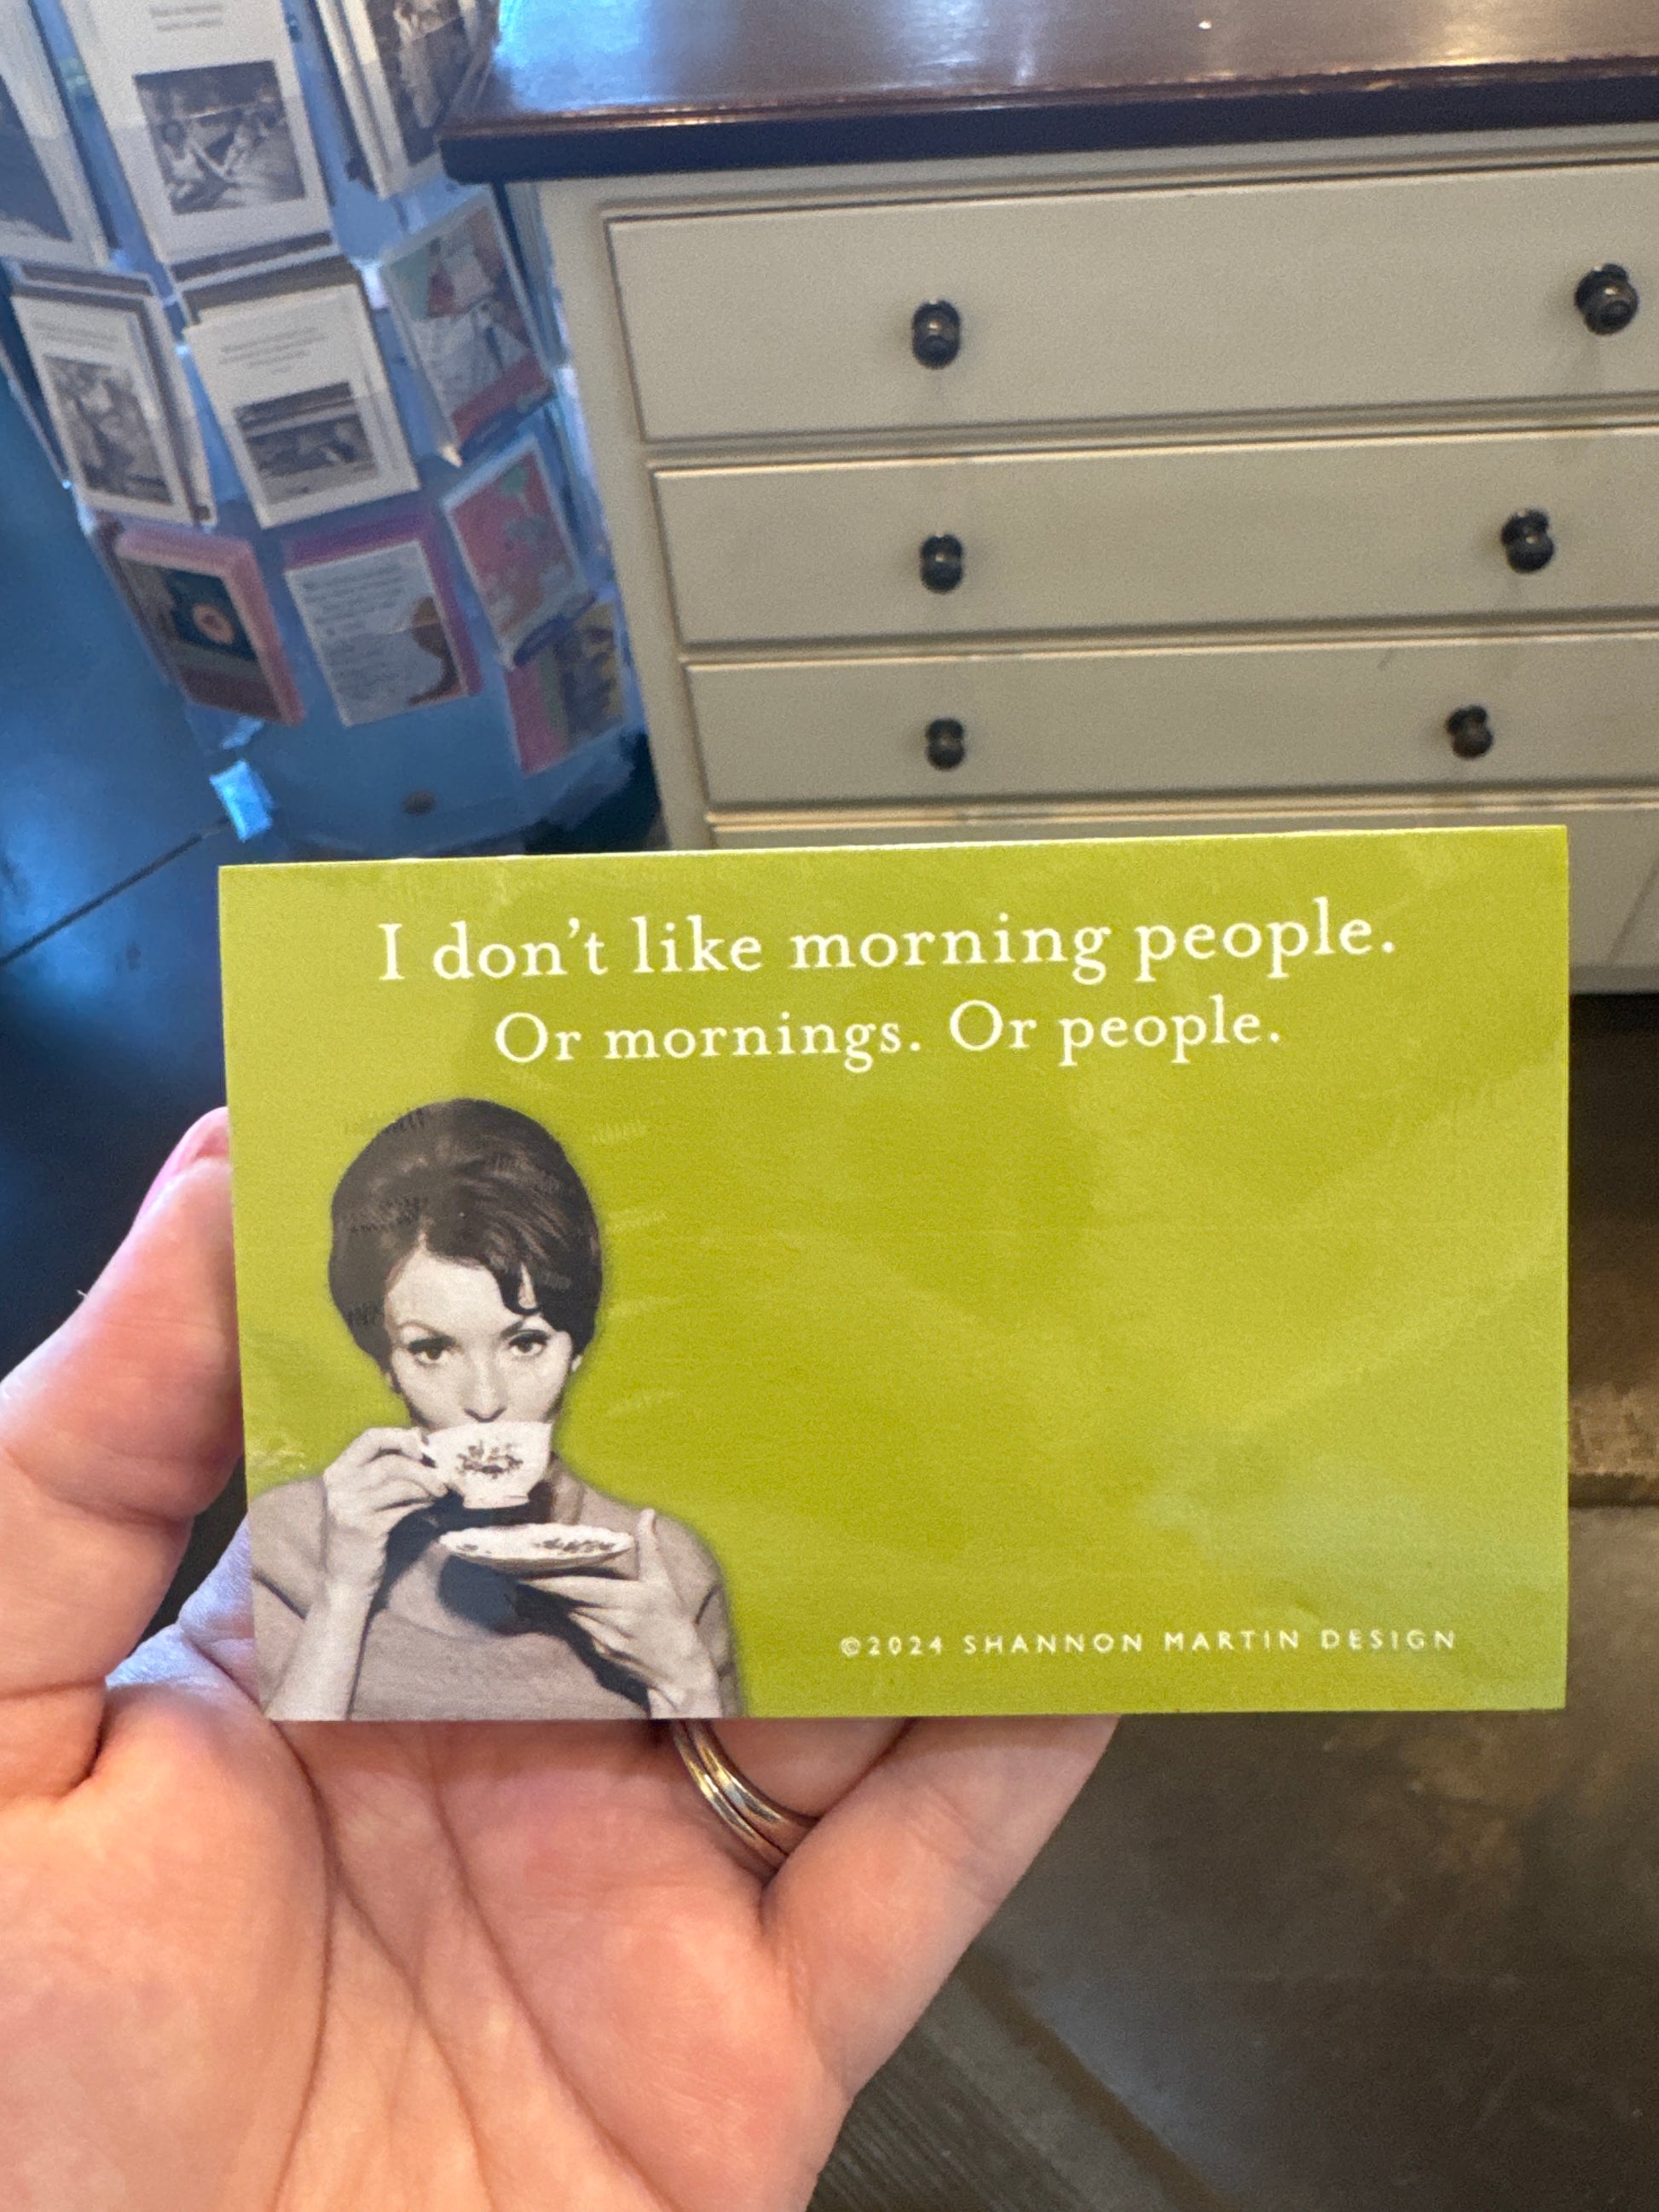 I don't like morning people.
Or mornings. Or people.
©2024 SHANNON MARTIN DESIGN